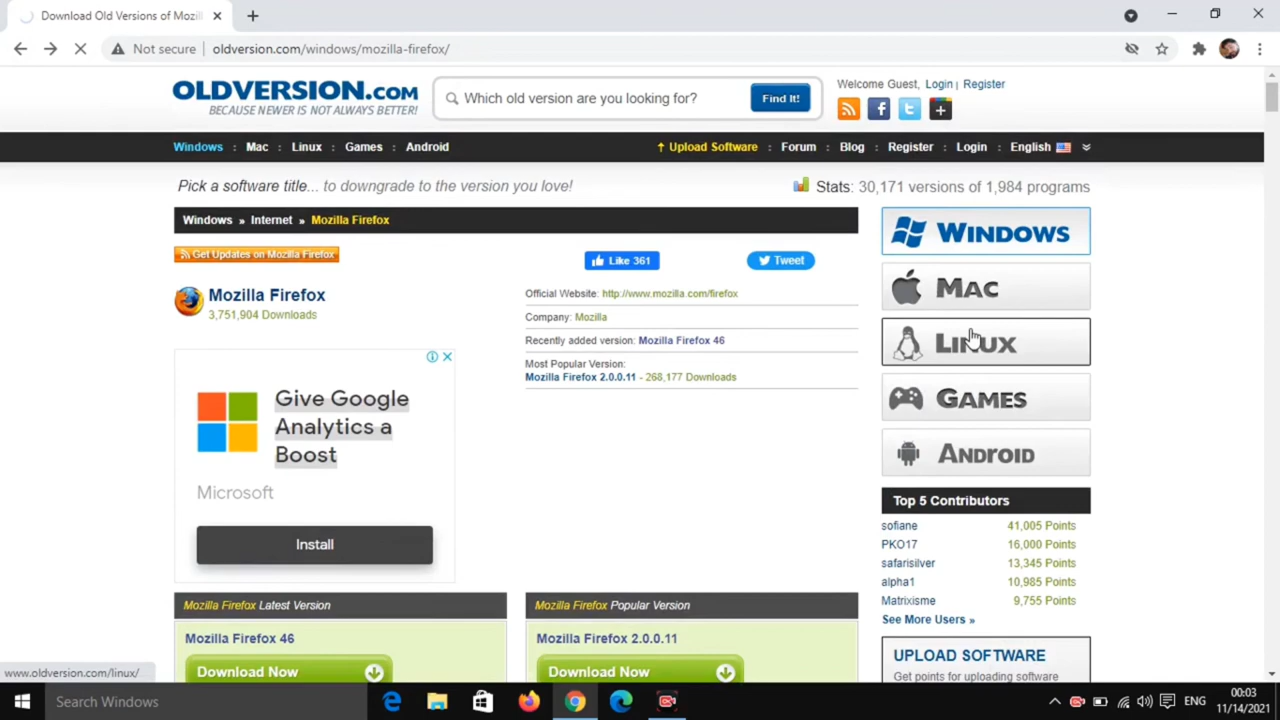 Download Old Versions of Mozil
Not secure
oldversion.com/windows/mozilla-firefox/
OLDVERSION.COM
BECAUSE NEWER IS NOT ALWAYS BETTER!
Which old version are you looking for?
Find It!
Welcome Guest, Login | Register
Windows : Mac : Linux : Games : Android
↑ Upload Software : Forum : Blog : Register : Login : English
Pick a software title... to downgrade to the version you love!
Stats: 30,171 versions of 1,984 programs
Windows » Internet » Mozilla Firefox
Get Updates on Mozilla Firefox
Like 361
Tweet
Mozilla Firefox
3,751,904 Downloads
Official Website: http://www.mozilla.com/firefox
Company: Mozilla
Recently added version: Mozilla Firefox 46
Most Popular Version:
Mozilla Firefox 2.0.0.11 - 268,177 Downloads
Give Google
Analytics a
Boost
Microsoft
Install
Mozilla Firefox Latest Version
Mozilla Firefox 46
Download Now
Mozilla Firefox Popular Version
Mozilla Firefox 2.0.0.11
Download Now
WINDOWS
MAC
LINUX
GAMES
ANDROID
Top 5 Contributors
sofiane 41,005 Points
PKO17 16,000 Points
safarisilver 13,345 Points
alpha1 10,985 Points
Matrixisme 9,755 Points
See More Users »
UPLOAD SOFTWARE
Get points for uploading software
www.oldversion.com/linux/
Search Windows
ENG
00:03
11/14/2021